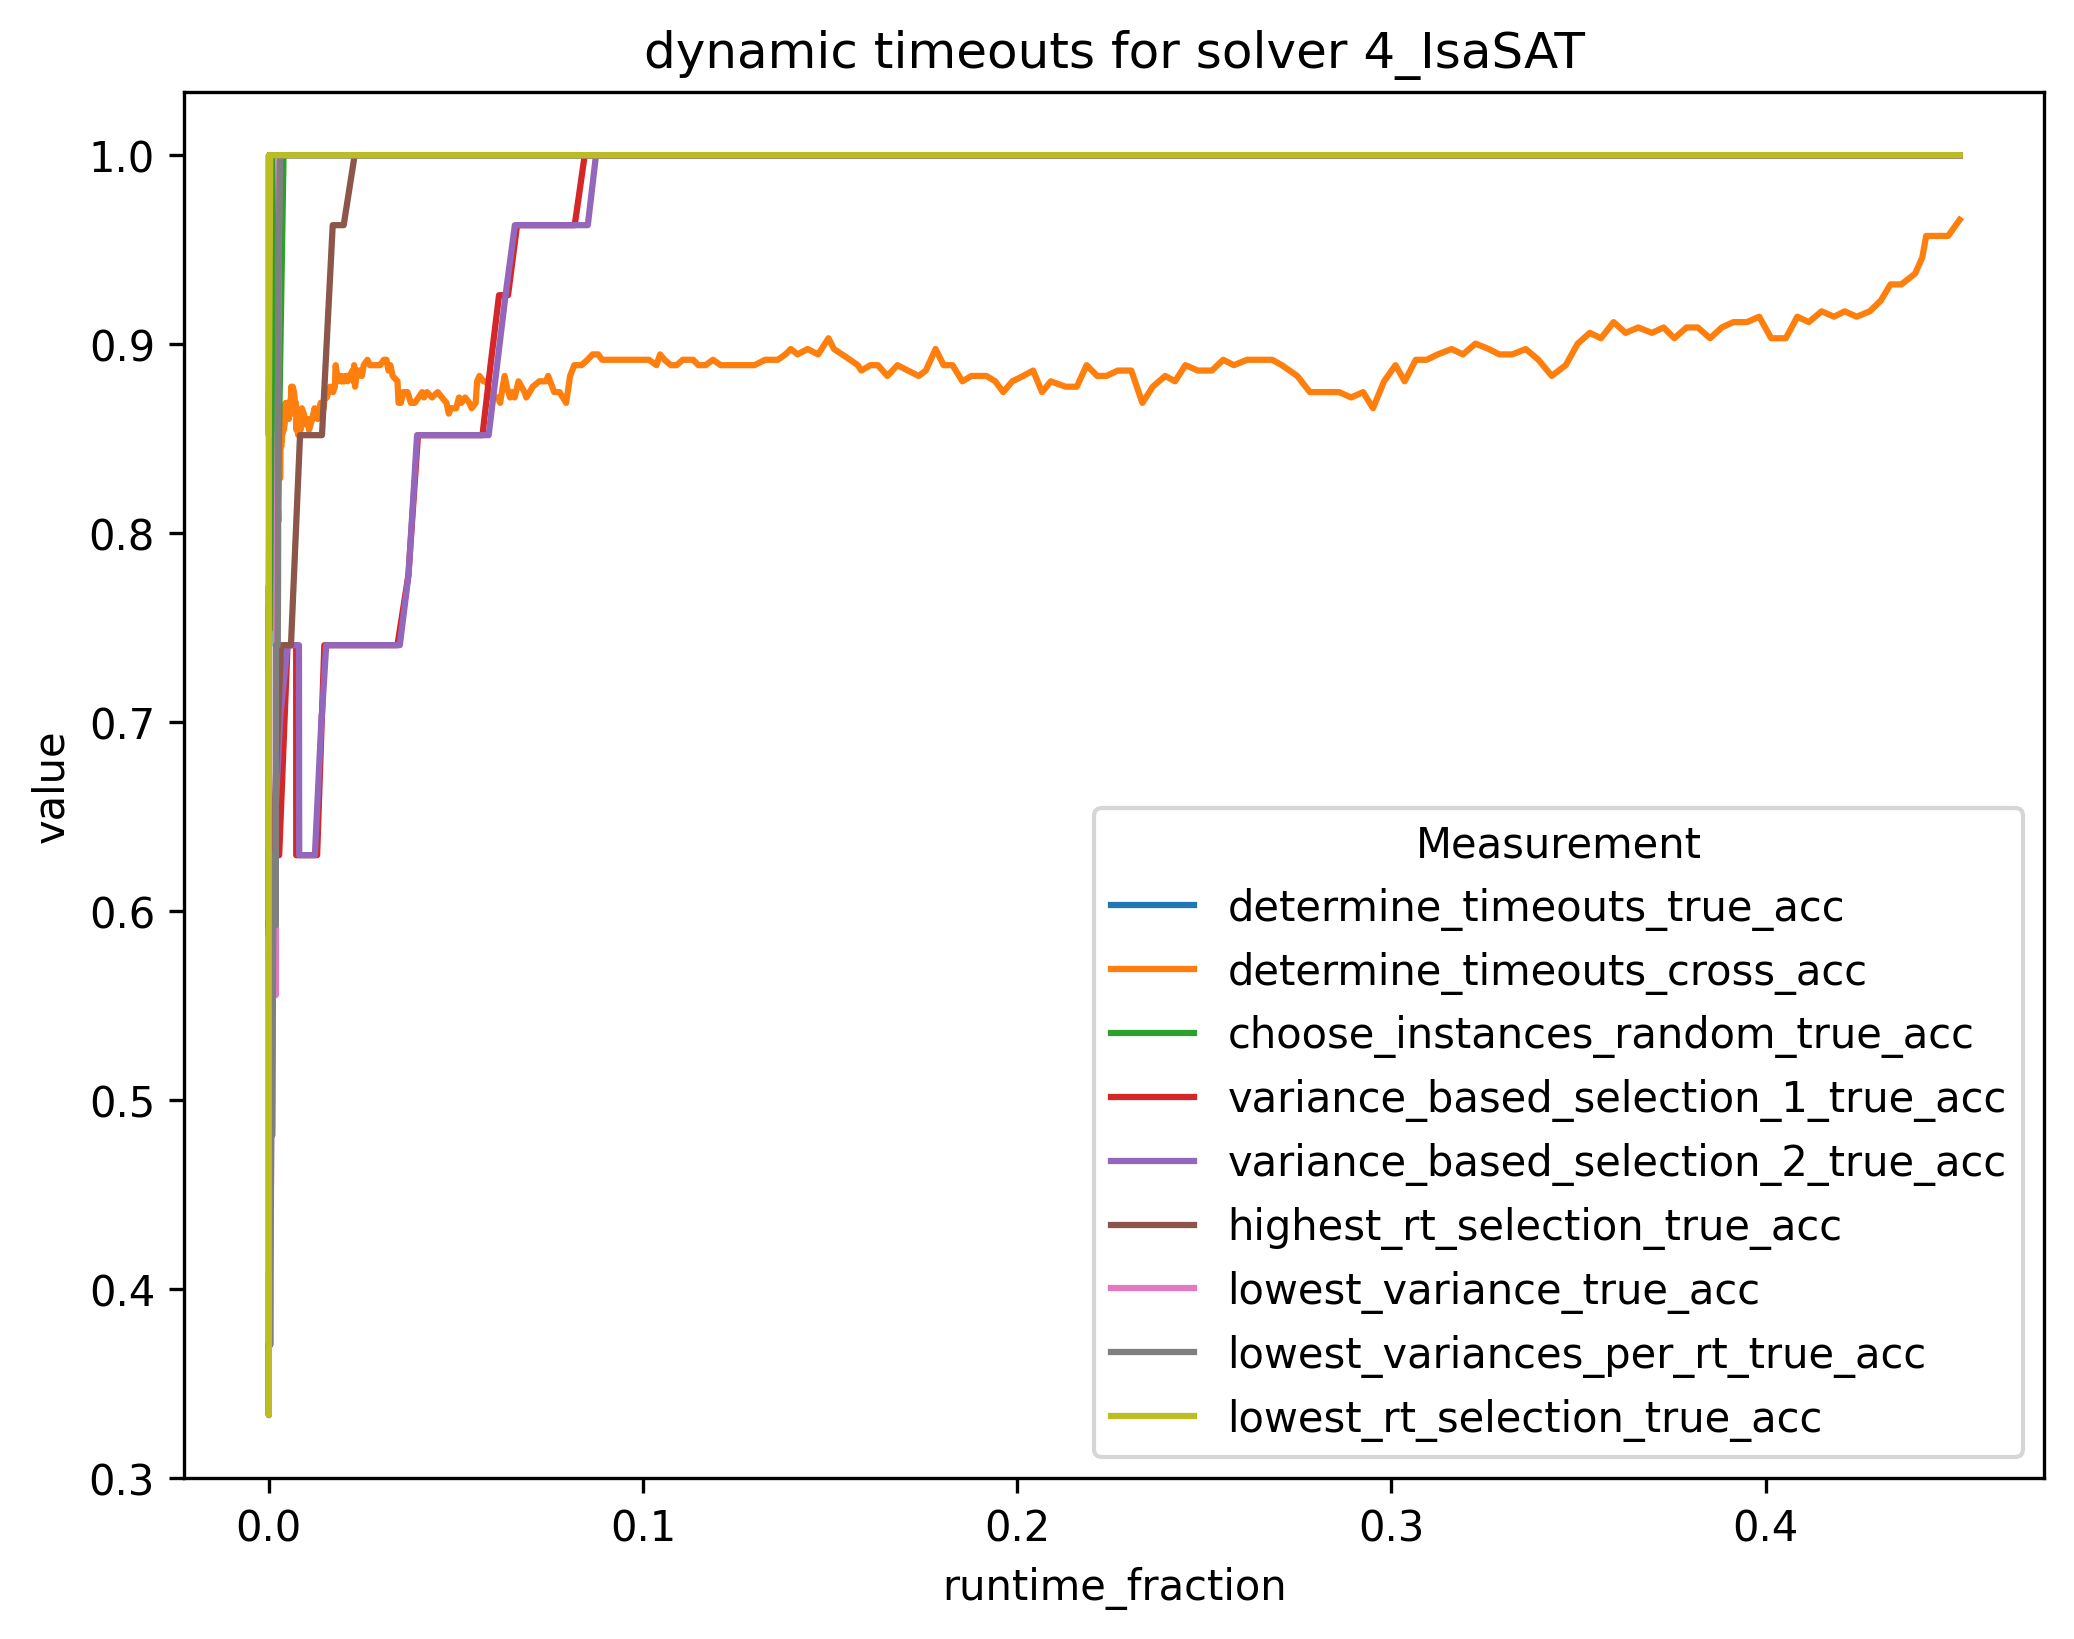 dynamic timeouts for solver 4_IsaSAT
1.0
0.9
0.8
0.7
0.6
0.5
0.4
0.3
value
Measurement
determine_timeouts_true_acc
determine_timeouts_cross_acc
choose_instances_random_true_acc
variance_based_selection_1_true_acc
variance_based_selection_2_true_acc
highest_rt_selection_true_acc
lowest_variance_true_acc
lowest_variances_per_rt_true_acc
lowest_rt_selection_true_acc
0.0 0.1 0.2 0.3 0.4
runtime_fraction